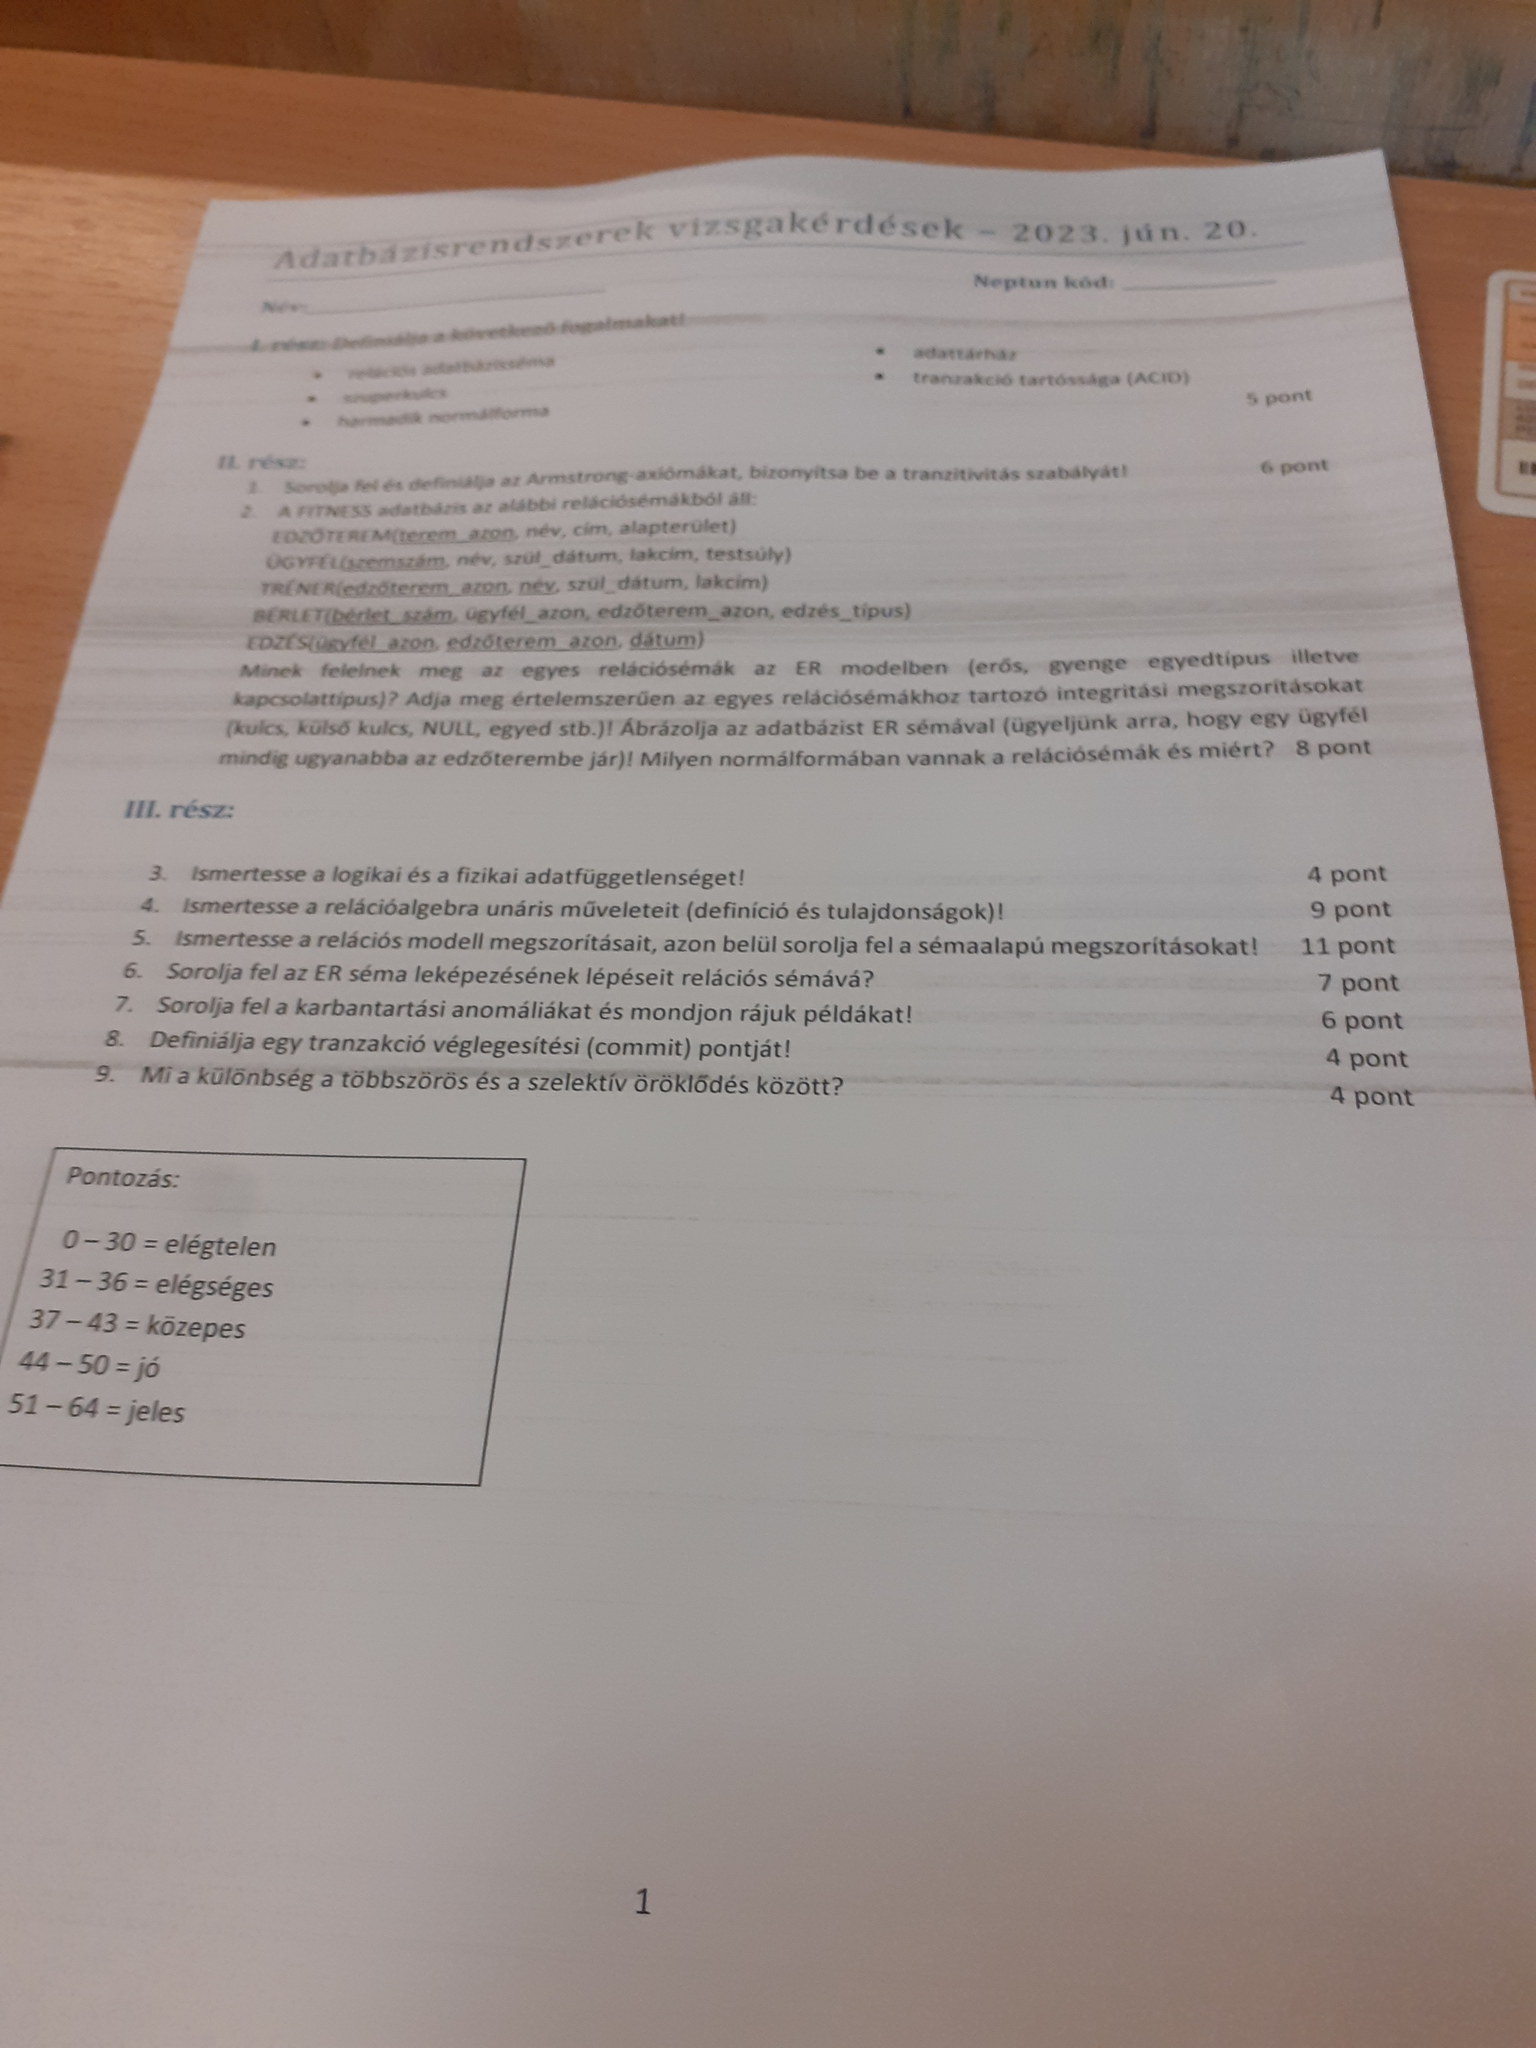 Adatbázisrendszerek vizsgakérdések – 2023. jún. 20.
Név: Neptun kód:
I. rész: Definiálja a következő fogalmakat!
• relációs adatbázisséma
• szuperkulcs
• harmadik normálforma
• adattárház
• tranzakció tartóssága (ACID)
5 pont
II. rész:
1. Sorolja fel és definiálja az Armstrong-axiómákat, bizonyítsa be a tranzitivitás szabályát! 6 pont
2. A FITNESS adatbázis az alábbi relációsémákból áll:
EDZŐTEREM(terem_azon, név, cím, alapterület)
ÜGYFÉL(szemszám, név, szül_dátum, lakcím, testsúly)
TRÉNER(edzőterem_azon, név, szül_dátum, lakcím)
BÉRLET(bérlet_szám, ügyfél_azon, edzőterem_azon, edzés_típus)
EDZÉS(ügyfél_azon, edzőterem_azon, dátum)
Minek felelnek meg az egyes relációsémák az ER modelben (erős, gyenge egyedtípus illetve
kapcsolattípus)? Adja meg értelemszerűen az egyes relációsémákhoz tartozó integritási megszorításokat
(kulcs, külső kulcs, NULL, egyed stb.)! Ábrázolja az adatbázist ER sémával (ügyeljünk arra, hogy egy ügyfél
mindig ugyanabba az edzőterembe jár)! Milyen normálformában vannak a relációsémák és miért? 8 pont
III. rész:
3. Ismertesse a logikai és a fizikai adatfüggetlenséget! 4 pont
4. Ismertesse a relációalgebra unáris műveleteit (definíció és tulajdonságok)! 9 pont
5. Ismertesse a relációs modell megszorításait, azon belül sorolja fel a sémaalapú megszorításokat! 11 pont
6. Sorolja fel az ER séma leképezésének lépéseit relációs sémává? 7 pont
7. Sorolja fel a karbantartási anomáliákat és mondjon rájuk példákat! 6 pont
8. Definiálja egy tranzakció véglegesítési (commit) pontját! 4 pont
9. Mi a különbség a többszörös és a szelektív öröklődés között? 4 pont
Pontozás:
0 – 30 = elégtelen
31 – 36 = elégséges
37 – 43 = közepes
44 – 50 = jó
51 – 64 = jeles
1